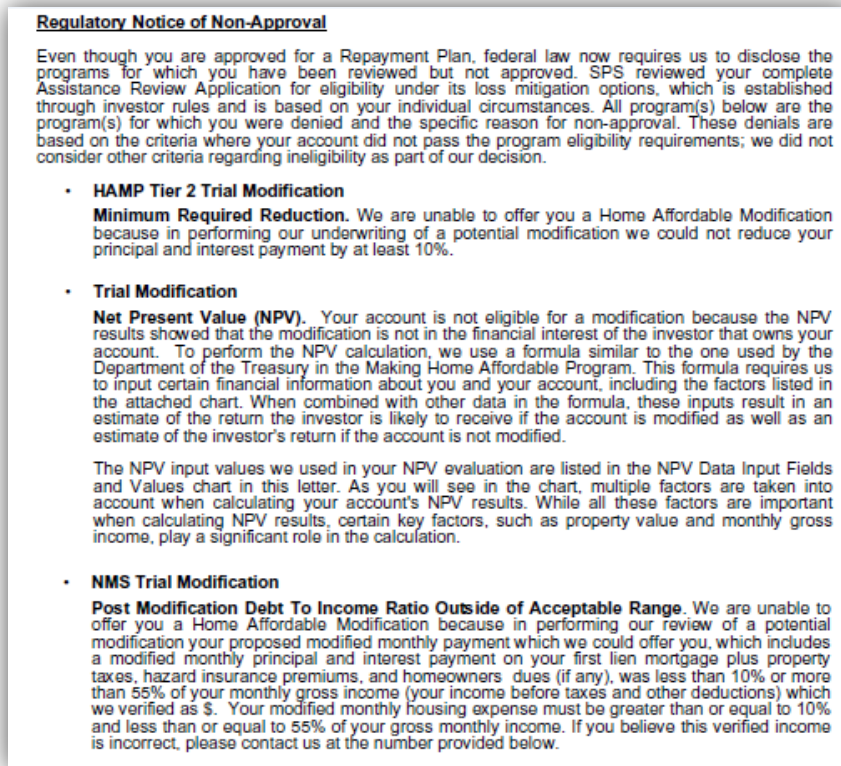 Regulatory Notice of Non-Approval
Even though you are approved for a Repayment Plan, federal law now requires us to disclose the
programs for which you have been reviewed but not approved. SPS reviewed your complete
Assistance Review Application for eligibility under its loss mitigation options, which is established
through investor rules and is based on your individual circumstances. All program(s) below are the
program(s) for which you were denied and the specific reason for non-approval. These denials are
based on the criteria where your account did not pass the program eligibility requirements; we did not
consider other criteria regarding ineligibility as part of our decision.
• HAMP Tier 2 Trial Modification
Minimum Required Reduction. We are unable to offer you a Home Affordable Modification
because in performing our underwriting of a potential modification we could not reduce your
principal and interest payment by at least 10%.
• Trial Modification
Net Present Value (NPV). Your account is not eligible for a modification because the NPV
results showed that the modification is not in the financial interest of the investor that owns your
account. To perform the NPV calculation, we use a formula similar to the one used by the
Department of the Treasury in the Making Home Affordable Program. This formula requires us
to input certain financial information about you and your account, including the factors listed in
the attached chart. When combined with other data in the formula, these inputs result in an
estimate of the return the investor is likely to receive if the account is modified as well as an
estimate of the investor's return if the account is not modified.
The NPV input values we used in your NPV evaluation are listed in the NPV Data Input Fields
and Values chart in this letter. As you will see in the chart, multiple factors are taken into
account when calculating your account's NPV results. While all these factors are important
when calculating NPV results, certain key factors, such as property value and monthly gross
income, play a significant role in the calculation.
• NMS Trial Modification
Post Modification Debt To Income Ratio Outside of Acceptable Range. We are unable to
offer you a Home Affordable Modification because in performing our review of a potential
modification your proposed modified monthly payment which we could offer you, which includes
a modified monthly principal and interest payment on your first lien mortgage plus property
taxes, hazard insurance premiums, and homeowners dues (if any), was less than 10% or more
than 55% of your monthly gross income (your income before taxes and other deductions) which
we verified as $. Your modified monthly housing expense must be greater than or equal to 10%
and less than or equal to 55% of your gross monthly income. If you believe this verified income
is incorrect, please contact us at the number provided below.